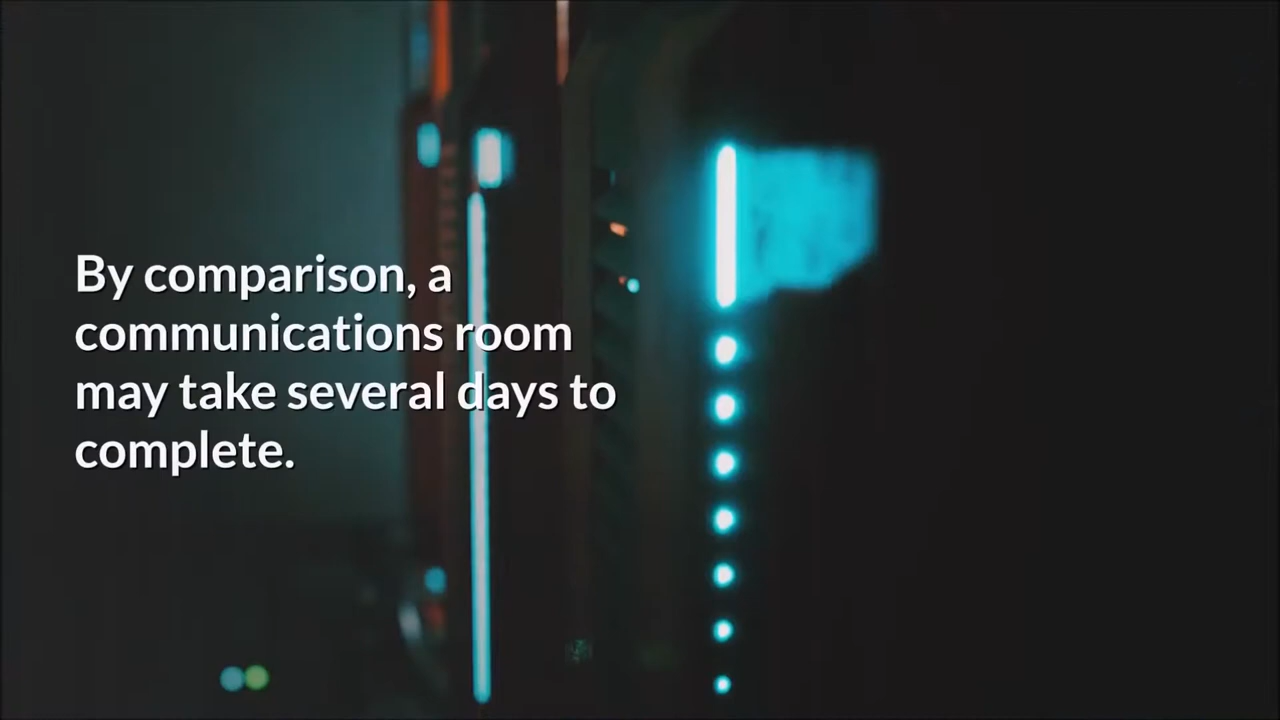 By comparison, a
communications room
may take several days to
complete.